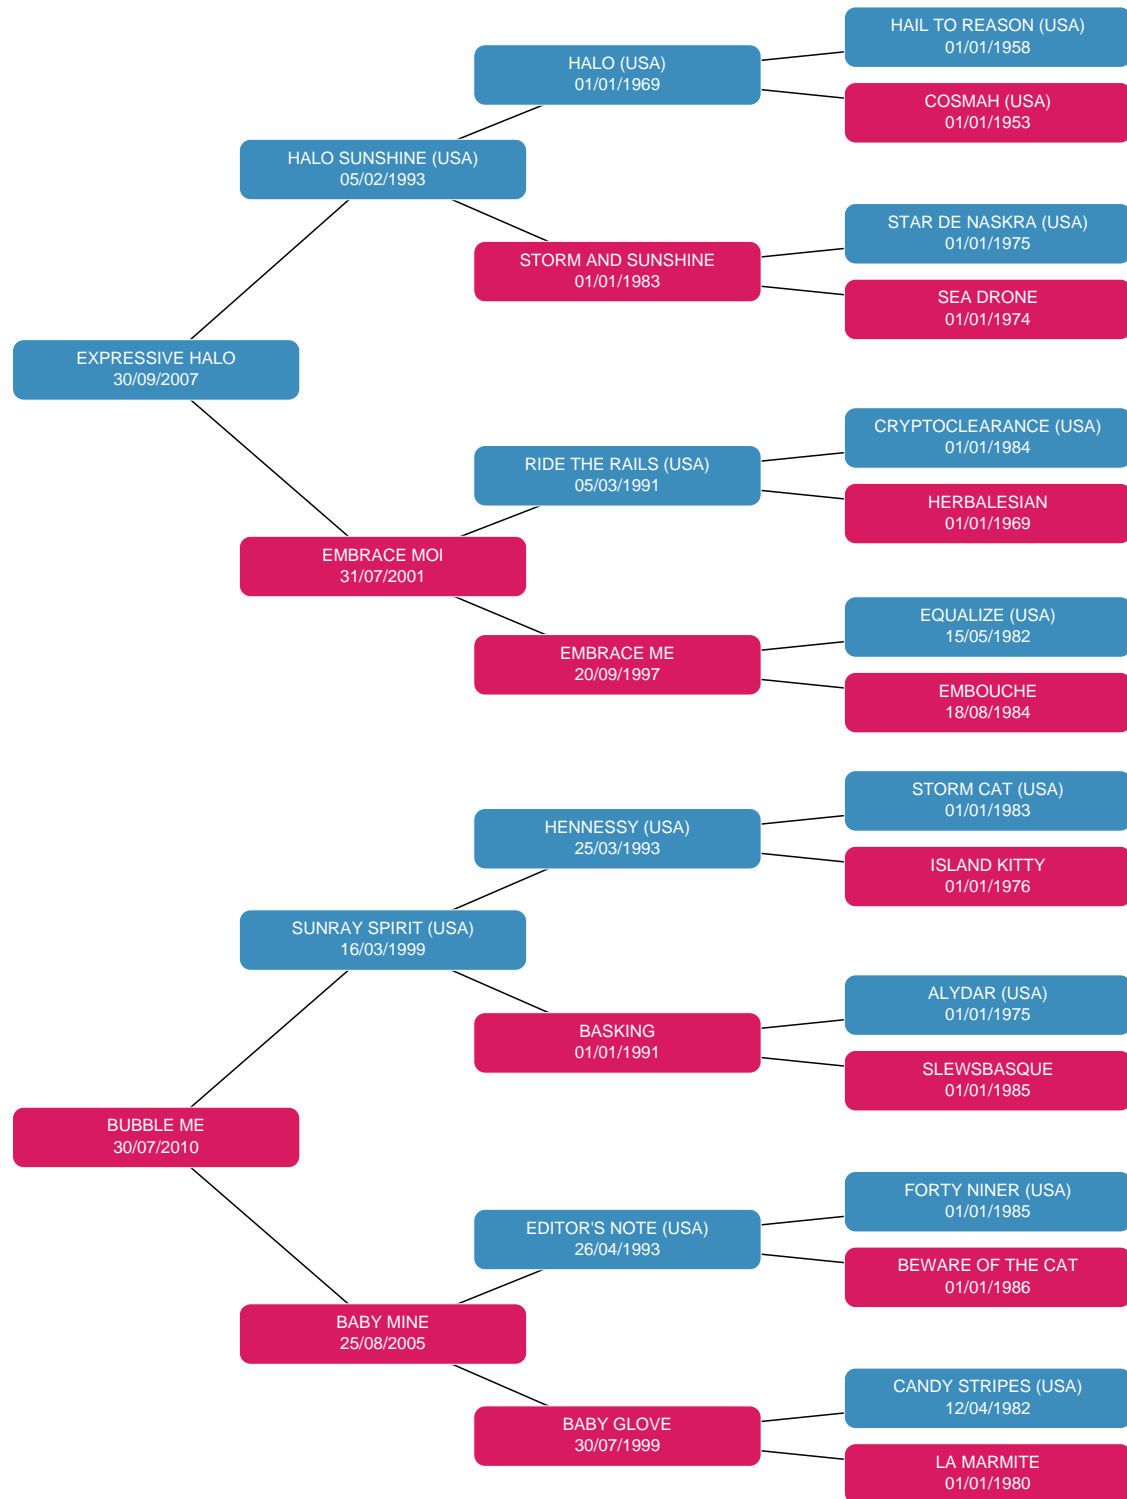 HAIL TO REASON (USA)
01/01/1958
HALO (USA)
01/01/1969
COSMAH (USA)
01/01/1953
HALO SUNSHINE (USA)
05/02/1993
STAR DE NASKRA (USA)
01/01/1975
STORM AND SUNSHINE
01/01/1983
SEA DRONE
01/01/1974
EXPRESSIVE HALO
30/09/2007
CRYPTOCLEARANCE (USA)
01/01/1984
RIDE THE RAILS (USA)
05/03/1991
HERBALESIAN
01/01/1969
EMBRACE MOI
31/07/2001
EQUALIZE (USA)
15/05/1982
EMBRACE ME
20/09/1997
EMBOUCHE
18/08/1984
STORM CAT (USA)
01/01/1983
HENNESSY (USA)
25/03/1993
ISLAND KITTY
01/01/1976
SUNRAY SPIRIT (USA)
16/03/1999
ALYDAR (USA)
01/01/1975
BASKING
01/01/1991
SLEWSBASQUE
01/01/1985
BUBBLE ME
30/07/2010
FORTY NINER (USA)
01/01/1985
EDITOR'S NOTE (USA)
26/04/1993
BEWARE OF THE CAT
01/01/1986
BABY MINE
25/08/2005
CANDY STRIPES (USA)
12/04/1982
BABY GLOVE
30/07/1999
LA MARMITE
01/01/1980